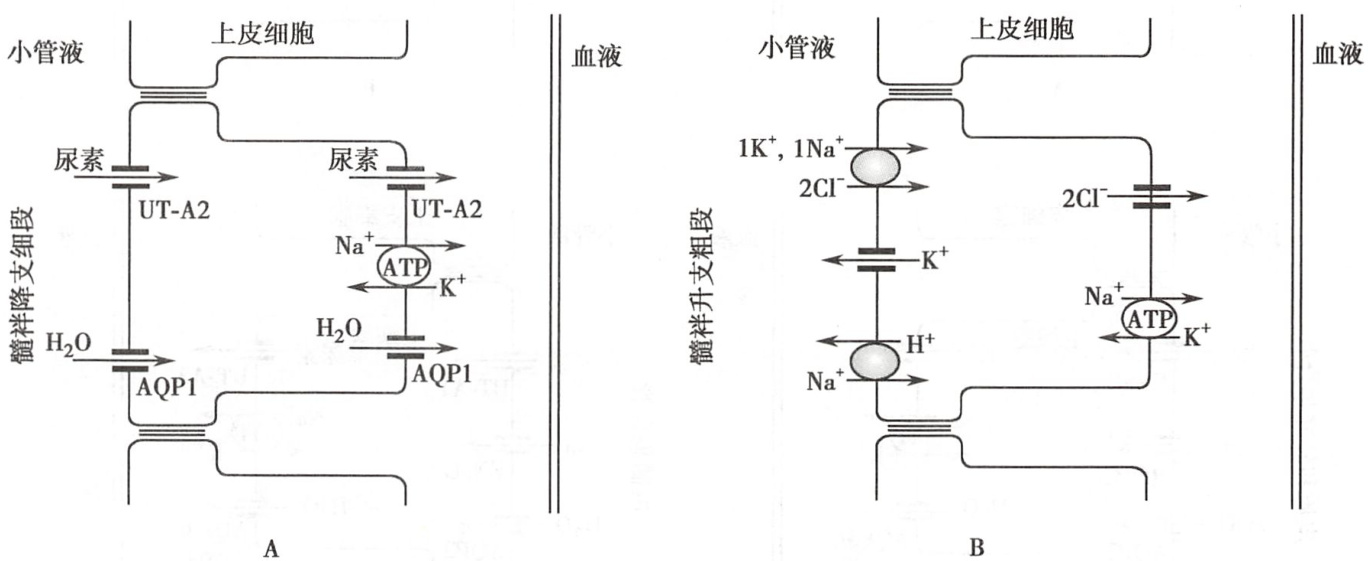 小管液
上皮细胞
血液
尿素
UT-A2
尿素
UT-A2
Na⁺
ATP
K⁺
H₂O
AQP1
H₂O
AQP1
髓袢降支细段
A
小管液
上皮细胞
血液
1K⁺, 1Na⁺
2Cl⁻
2Cl⁻
K⁺
Na⁺
ATP
K⁺
H⁺
Na⁺
髓袢升支粗段
B